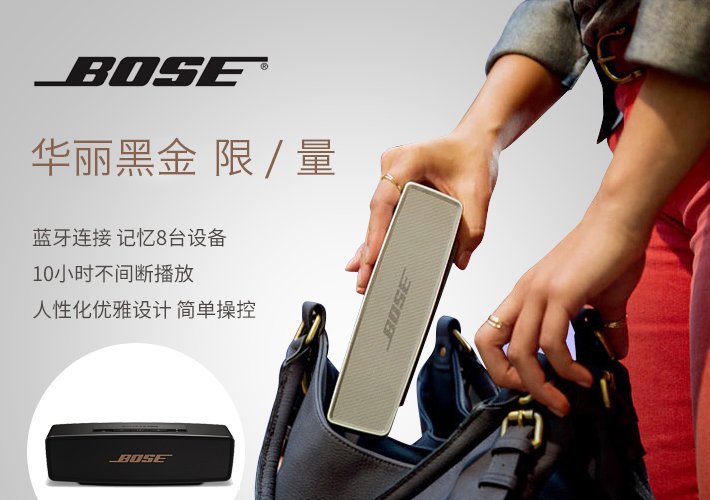 BOSE®
华丽黑金 限 / 量
蓝牙连接 记忆8台设备
10小时不间断播放
人性化优雅设计 简单操控
BOSE
BOSE